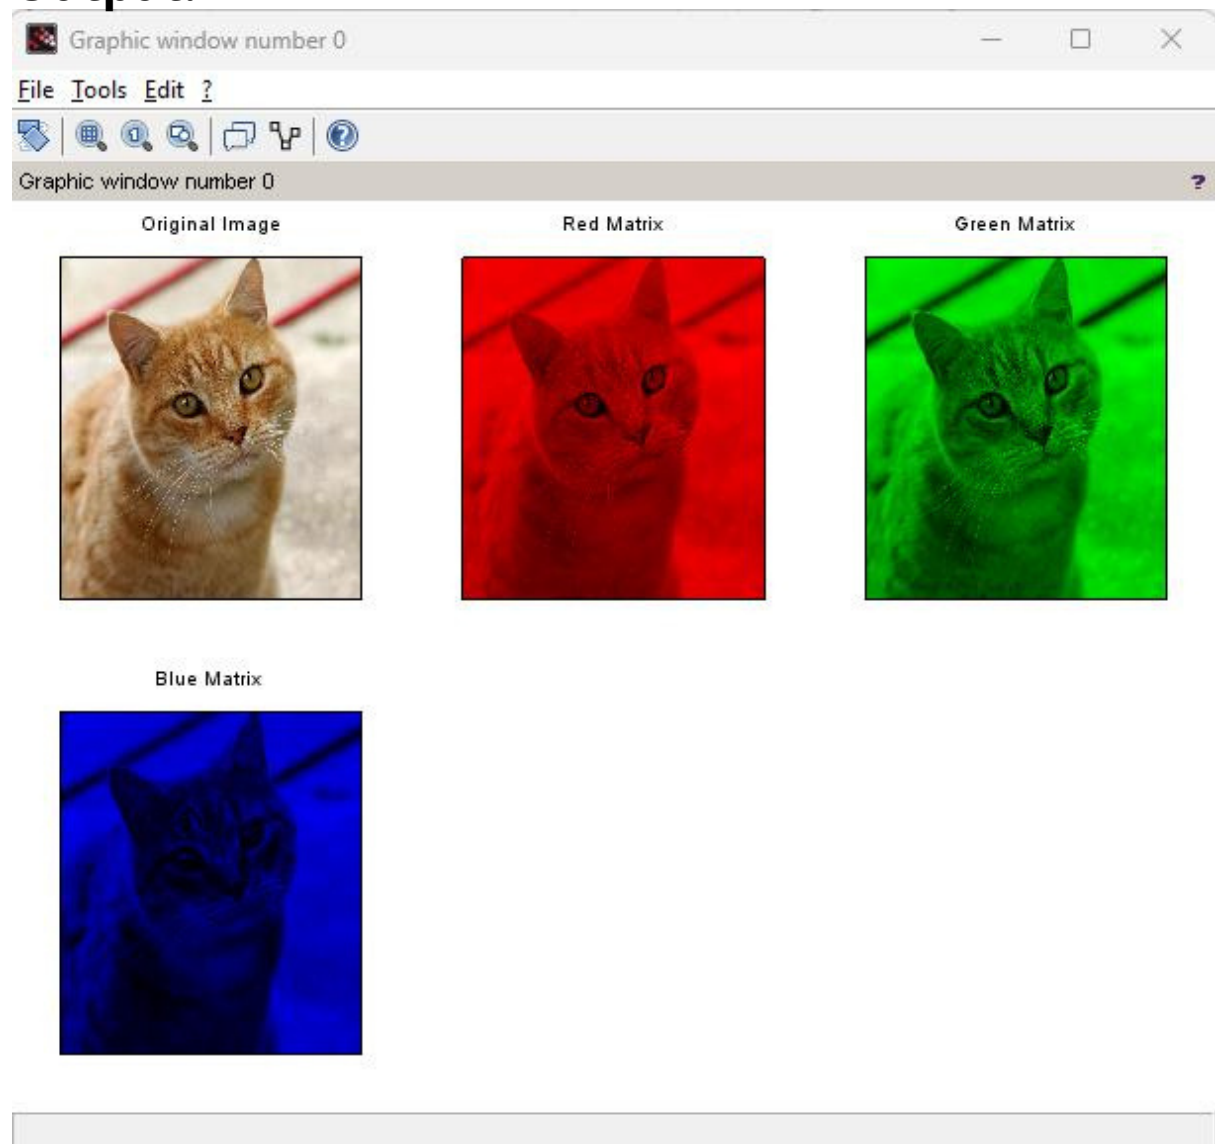 Output:
Graphic window number 0
File Tools Edit ?
Graphic window number 0 ?
Original Image Red Matrix Green Matrix
Blue Matrix